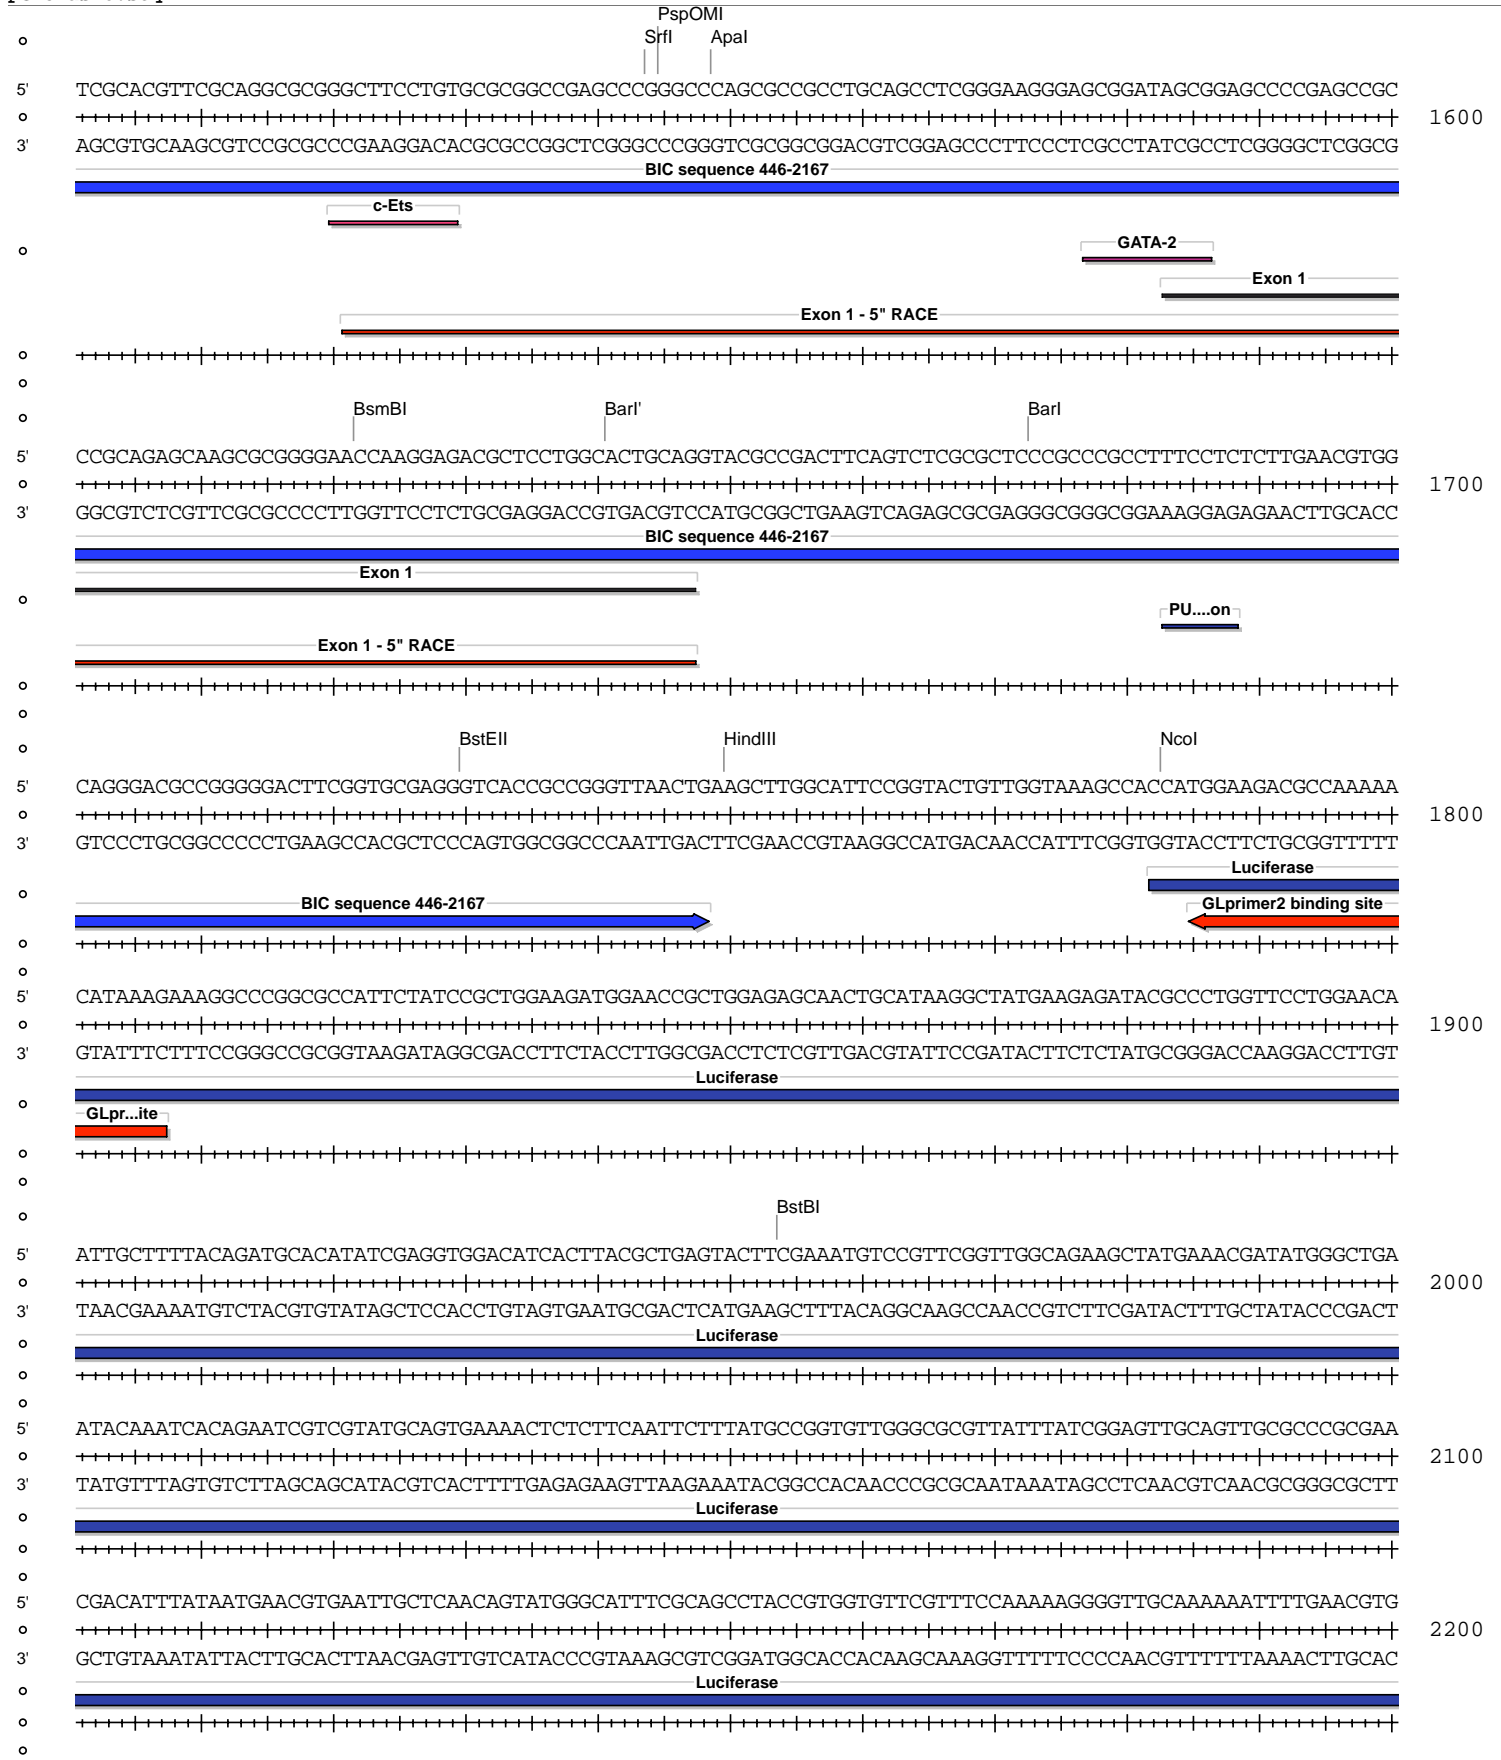 PspOMI
SrfI ApaI
5' TCGCACGTTCGCAGGCGCGGGCTTCCTGTGCGCGGCCGAGCCCGGGCCCAGCGCCGCCTGCAGCCTCGGGAAGGGAGCGGATAGCGGAGCCCCGAGCCGC
1600
3' AGCGTGCAAGCGTCCGCGCCCGAAGGACACGCGCCGGCTCGGGCCCGGGTCGCGGCGGACGTCGGAGCCCTTCCCTCGCCTATCGCCTCGGGGCTCGGCG
BIC sequence 446-2167
c-Ets
GATA-2
Exon 1
Exon 1 - 5" RACE
BsmBI BarI' BarI
5' CCGCAGAGCAAGCGCGGGGAACCAAGGAGACGCTCCTGGCACTGCAGGTACGCCGACTTCAGTCTCGCGCTCCCGCCCGCCTTTCCTCTCTTGAACGTGG
1700
3' GGCGTCTCGTTCGCGCCCCTTGGTTCCTCTGCGAGGACCGTGACGTCCATGCGGCTGAAGTCAGAGCGCGAGGGCGGGCGGAAAGGAGAGAACTTGCACC
BIC sequence 446-2167
Exon 1
PU....on
Exon 1 - 5" RACE
BstEII HindIII NcoI
5' CAGGGACGCCGGGGGACTTCGGTGCGAGGGTCACCGCCGGGTTAACTGAAGCTTGGCATTCCGGTACTGTTGGTAAAGCCACCATGGAAGACGCCAAAAA
1800
3' GTCCCTGCGGCCCCCTGAAGCCACGCTCCCAGTGGCGGCCCAATTGACTTCGAACCGTAAGGCCATGACAACCATTTCGGTGGTACCTTCTGCGGTTTTT
Luciferase
BIC sequence 446-2167 GLprimer2 binding site
5' CATAAAGAAAGGCCCGGCGCCATTCTATCCGCTGGAAGATGGAACCGCTGGAGAGCAACTGCATAAGGCTATGAAGAGATACGCCCTGGTTCCTGGAACA
1900
3' GTATTTCTTTCCGGGCCGCGGTAAGATAGGCGACCTTCTACCTTGGCGACCTCTCGTTGACGTATTCCGATACTTCTCTATGCGGGACCAAGGACCTTGT
Luciferase
GLpr...ite
BstBI
5' ATTGCTTTTACAGATGCACATATCGAGGTGGACATCACTTACGCTGAGTACTTCGAAATGTCCGTTCGGTTGGCAGAAGCTATGAAACGATATGGGCTGA
2000
3' TAACGAAAATGTCTACGTGTATAGCTCCACCTGTAGTGAATGCGACTCATGAAGCTTTACAGGCAAGCCAACCGTCTTCGATACTTTGCTATACCCGACT
Luciferase
5' ATACAAATCACAGAATCGTCGTATGCAGTGAAAACTCTCTTCAATTCTTTATGCCGGTGTTGGGCGCGTTATTTATCGGAGTTGCAGTTGCGCCCGCGAA
2100
3' TATGTTTAGTGTCTTAGCAGCATACGTCACTTTTGAGAGAAGTTAAGAAATACGGCCACAACCCGCGCAATAAATAGCCTCAACGTCAACGCGGGCGCTT
Luciferase
5' CGACATTTATAATGAACGTGAATTGCTCAACAGTATGGGCATTTCGCAGCCTACCGTGGTGTTCGTTTCCAAAAAGGGGTTGCAAAAAATTTTGAACGTG
2200
3' GCTGTAAATATTACTTGCACTTAACGAGTTGTCATACCCGTAAAGCGTCGGATGGCACCACAAGCAAAGGTTTTTCCCCAACGTTTTTTAAAACTTGCAC
Luciferase